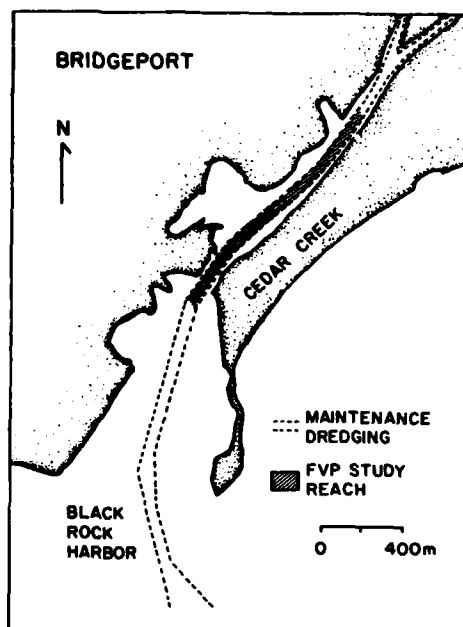 BRIDGEPORT
N
CEDAR CREEK
MAINTENANCE
DREDGING
FVP STUDY
REACH
BLACK
ROCK
HARBOR
0 400m